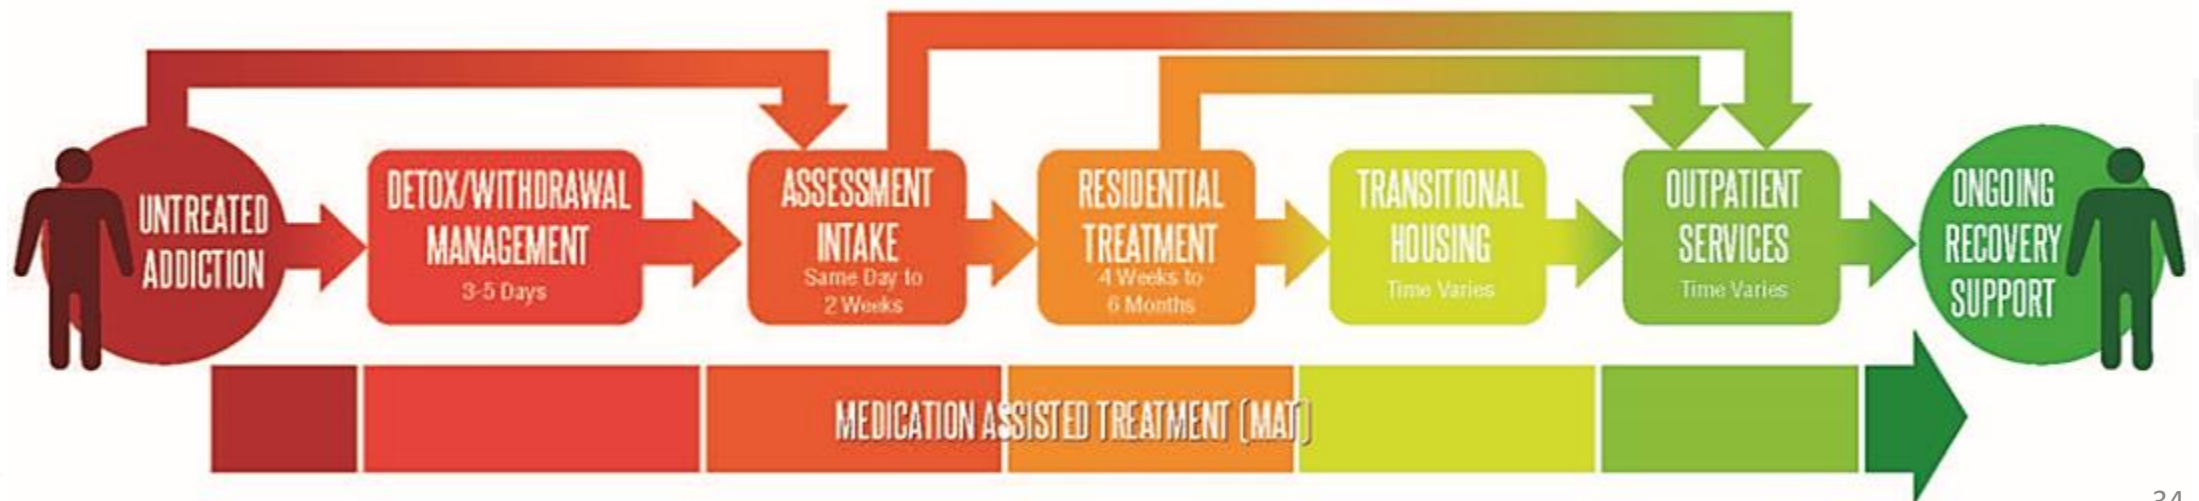 UNTREATED
ADDICTION
DETOX/WITHDRAWAL
MANAGEMENT
3-5 Days
ASSESSMENT
INTAKE
Same Day to
2 Weeks
RESIDENTIAL
TREATMENT
4 Weeks to
6 Months
TRANSITIONAL
HOUSING
Time Varies
OUTPATIENT
SERVICES
Time Varies
ONGOING
RECOVERY
SUPPORT
MEDICATION ASSISTED TREATMENT (MAT)
34